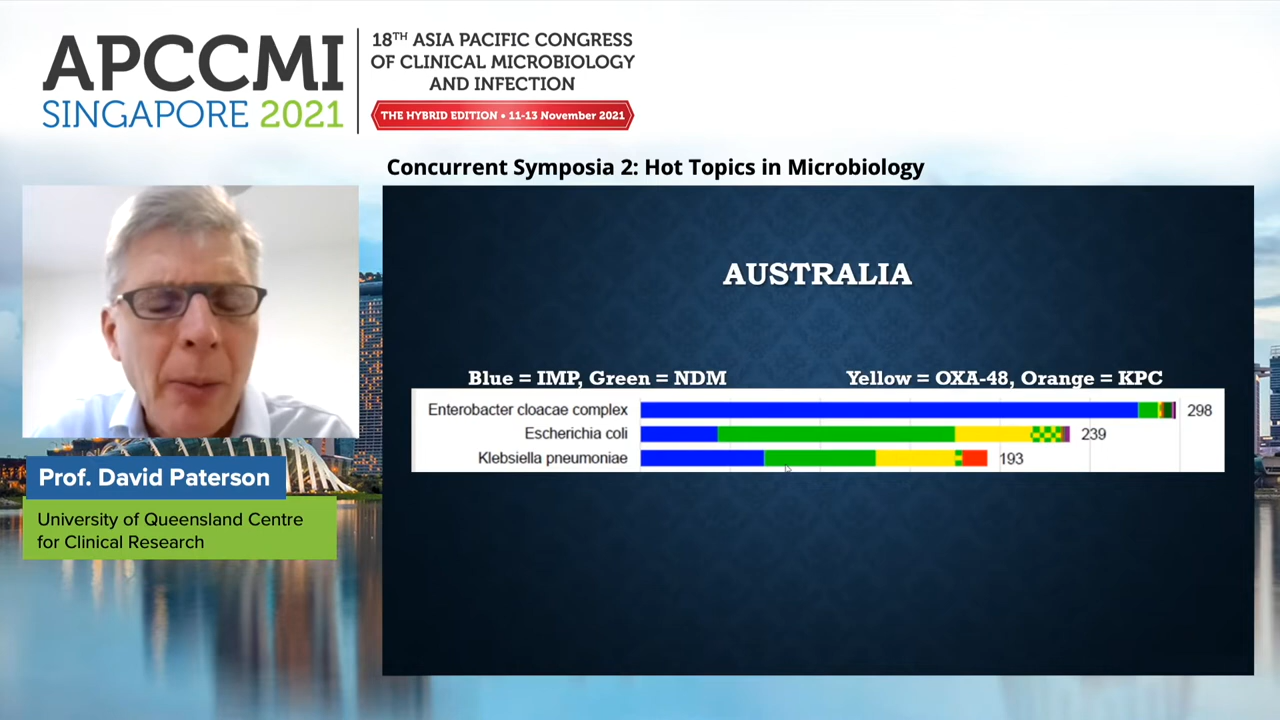 APCCMI
SINGAPORE 2021
18TH ASIA PACIFIC CONGRESS
OF CLINICAL MICROBIOLOGY
AND INFECTION
THE HYBRID EDITION • 11-13 November 2021
Concurrent Symposia 2: Hot Topics in Microbiology
AUSTRALIA
Blue = IMP, Green = NDM
Yellow = OXA-48, Orange = KPC
Enterobacter cloacae complex 298
Escherichia coli 239
Klebsiella pneumoniae 193
Prof. David Paterson
University of Queensland Centre
for Clinical Research